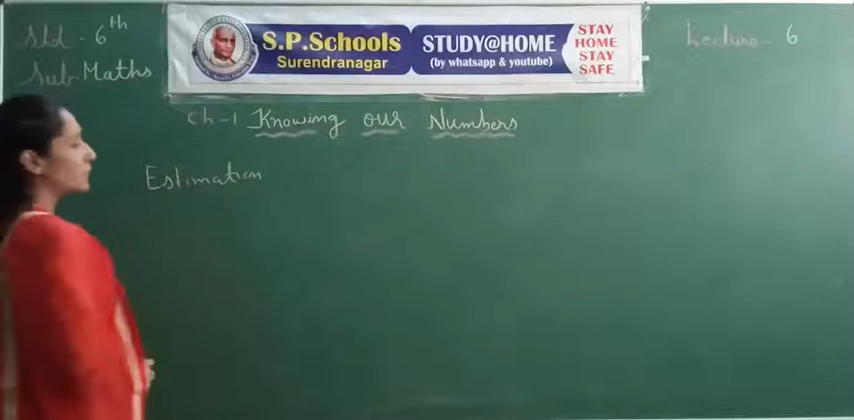 Std - 6th
Sub. Maths
S.P.Schools
Surendranagar
STUDY@HOME
(by whatsapp & youtube)
STAY
HOME
STAY
SAFE
Lecture - 6
Ch-1 Knowing our Numbers
Estimation